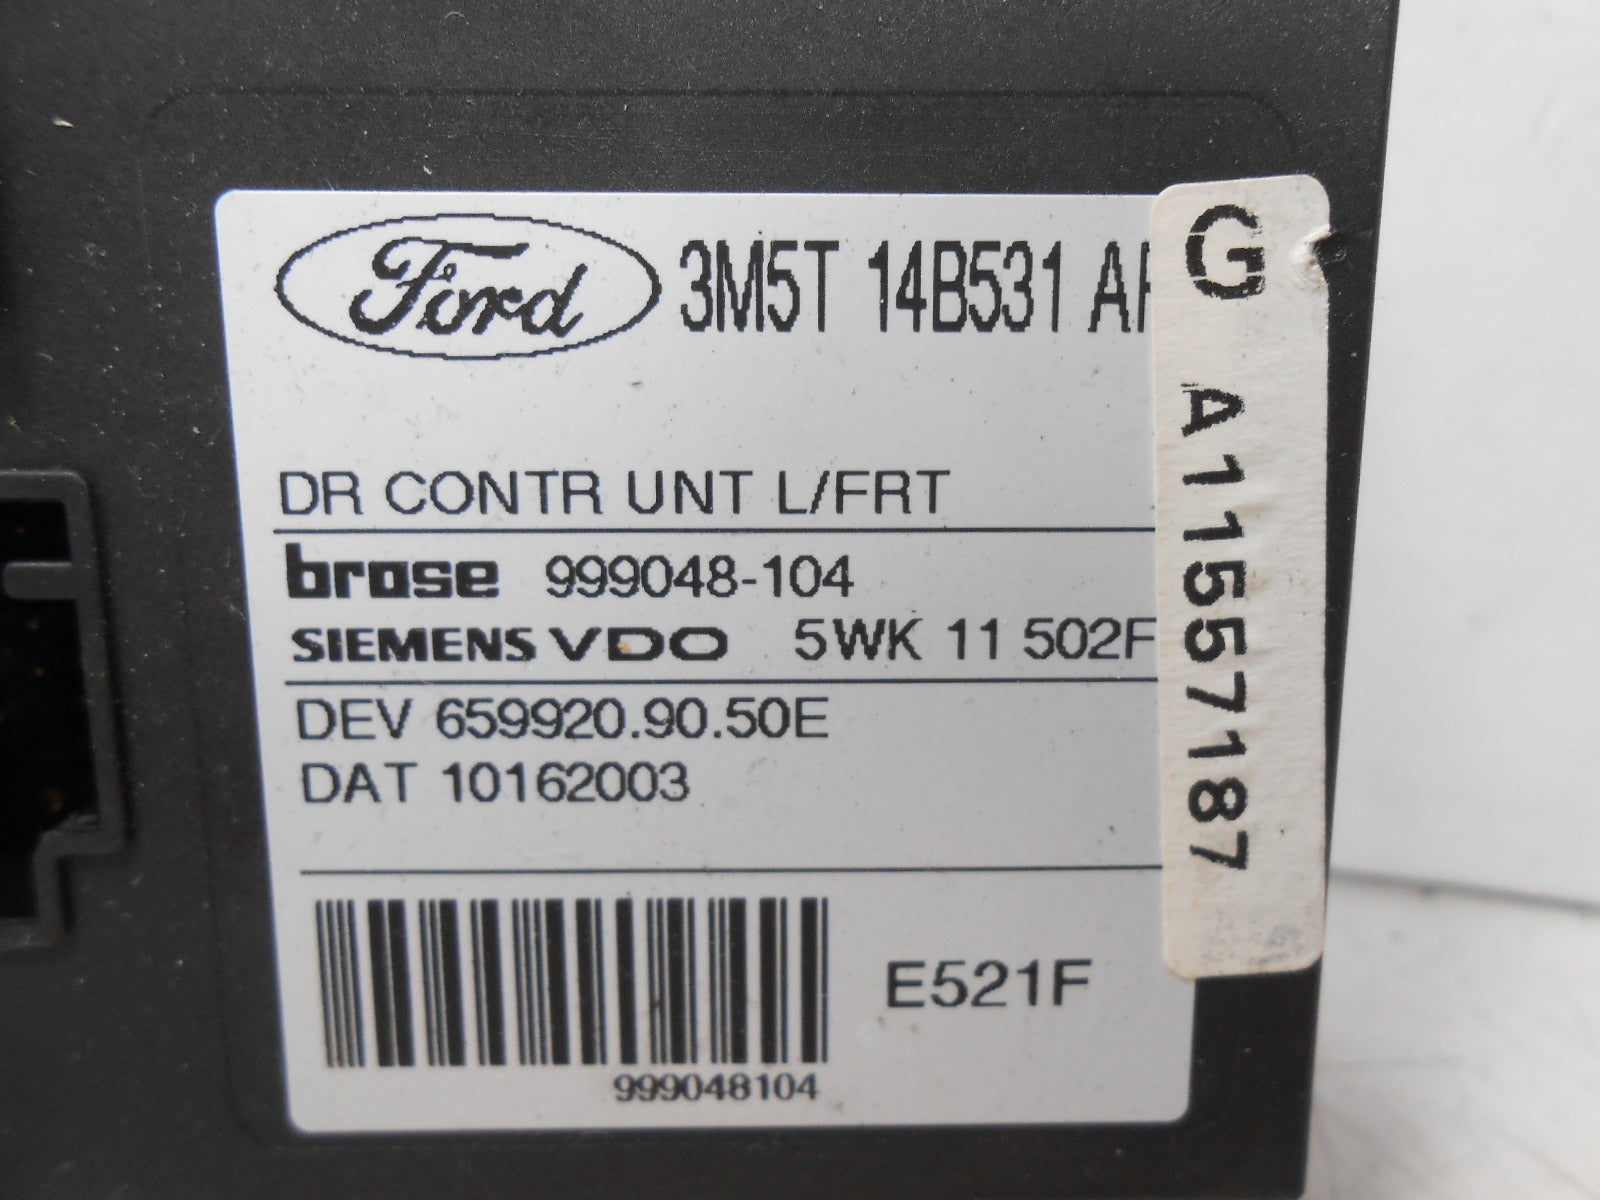 Ford 3M5T 14B531
DR CONTR UNT L/FRT
brose 999048-104
SIEMENS VDO 5WK 11 502F
DEV 659920.90.50E
DAT 10162003
E521F
999048104
G A11557187